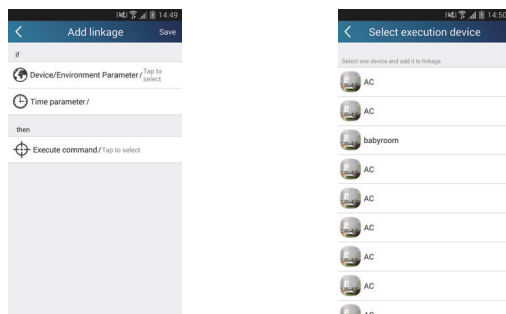 14:49
Add linkage
Save
if
Device/Environment Parameter/Tap to select
Time parameter/
then
Execute command/Tap to select
14:50
Select execution device
Select one device and add it to linkage
AC
AC
babyroom
AC
AC
AC
AC
AC
AC